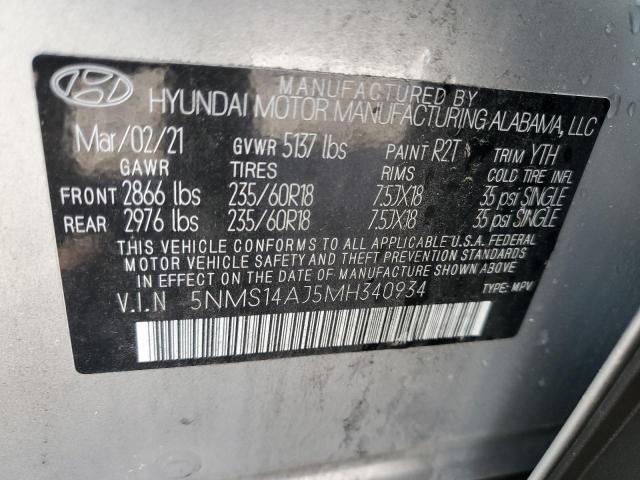 MANUFACTURED BY
HYUNDAI MOTOR MANUFACTURING ALABAMA, LLC
Mar/02/21 GVWR 5137 lbs PAINT R2T TRIM YTH
GAWR TIRES RIMS COLD TIRE INFL
FRONT 2866 lbs 235/60R18 7.5JX18 35 psi SINGLE
REAR 2976 lbs 235/60R18 7.5JX18 35 psi SINGLE
THIS VEHICLE CONFORMS TO ALL APPLICABLE U.S.A. FEDERAL
MOTOR VEHICLE SAFETY AND THEFT PREVENTION STANDARDS
IN EFFECT ON THE DATE OF MANUFACTURE SHOWN ABOVE
V.I.N 5NMS14AJ5MH340934 TYPE: MPV